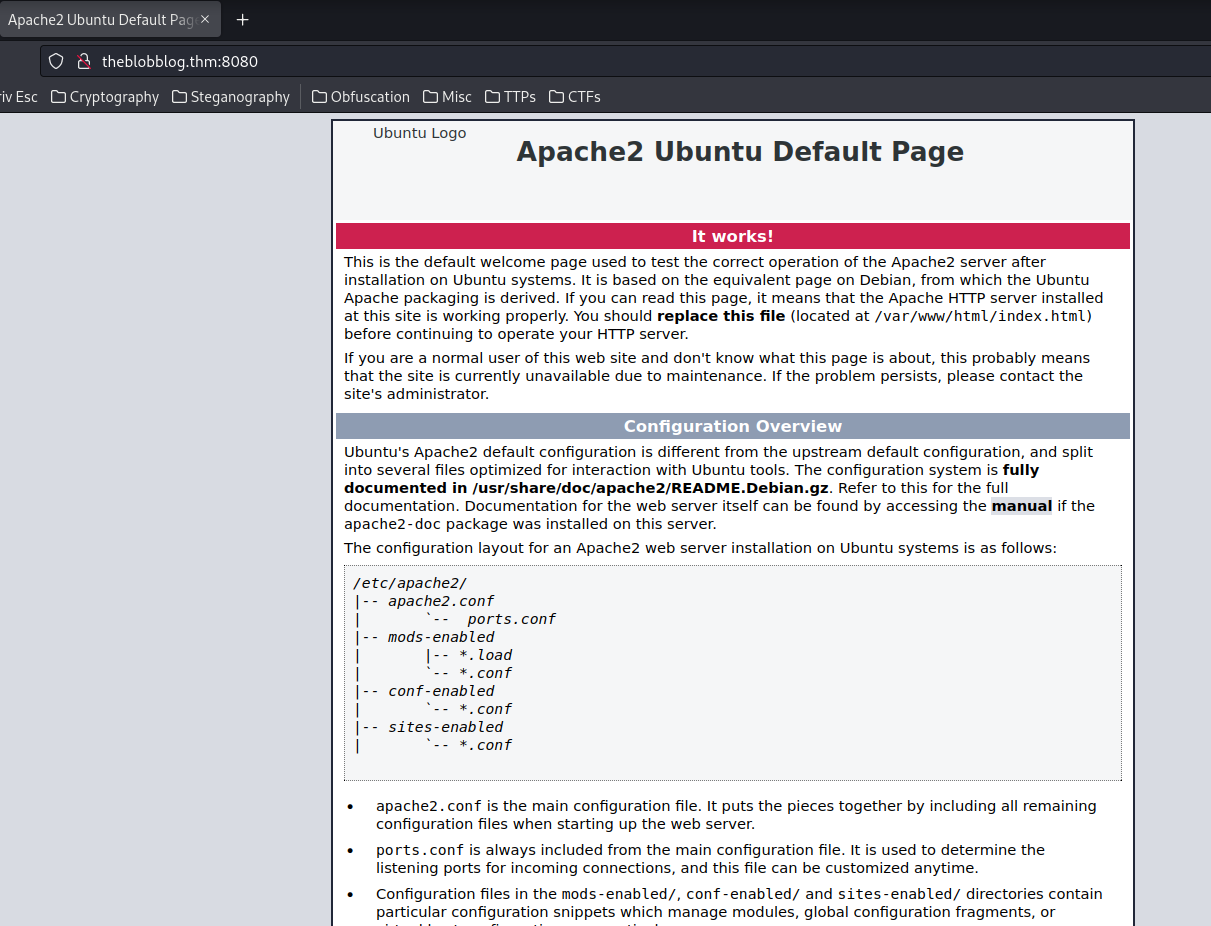 Apache2 Ubuntu Default Pag
theblobblog.thm:8080
iv Esc Cryptography Steganography Obfuscation Misc TTPs CTFs
Ubuntu Logo
Apache2 Ubuntu Default Page
It works!
This is the default welcome page used to test the correct operation of the Apache2 server after
installation on Ubuntu systems. It is based on the equivalent page on Debian, from which the Ubuntu
Apache packaging is derived. If you can read this page, it means that the Apache HTTP server installed
at this site is working properly. You should replace this file (located at /var/www/html/index.html)
before continuing to operate your HTTP server.
If you are a normal user of this web site and don't know what this page is about, this probably means
that the site is currently unavailable due to maintenance. If the problem persists, please contact the
site's administrator.
Configuration Overview
Ubuntu's Apache2 default configuration is different from the upstream default configuration, and split
into several files optimized for interaction with Ubuntu tools. The configuration system is fully
documented in /usr/share/doc/apache2/README.Debian.gz. Refer to this for the full
documentation. Documentation for the web server itself can be found by accessing the manual if the
apache2-doc package was installed on this server.
The configuration layout for an Apache2 web server installation on Ubuntu systems is as follows:
/etc/apache2/
|-- apache2.conf
|       `--  ports.conf
|-- mods-enabled
|       |-- *.load
|       `-- *.conf
|-- conf-enabled
|       `-- *.conf
|-- sites-enabled
|       `-- *.conf
• apache2.conf is the main configuration file. It puts the pieces together by including all remaining
configuration files when starting up the web server.
• ports.conf is always included from the main configuration file. It is used to determine the
listening ports for incoming connections, and this file can be customized anytime.
• Configuration files in the mods-enabled/, conf-enabled/ and sites-enabled/ directories contain
particular configuration snippets which manage modules, global configuration fragments, or